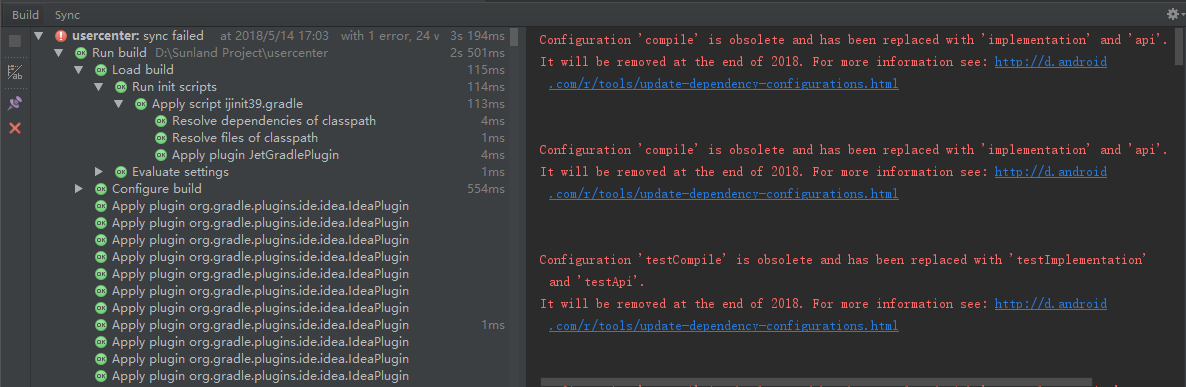 Build Sync
usercenter: sync failed at 2018/5/14 17:03 with 1 error, 24 v 3s 194ms
Run build D:\Sunland Project\usercenter 2s 501ms
Load build 115ms
Run init scripts 114ms
Apply script ijinit39.gradle 113ms
Resolve dependencies of classpath 4ms
Resolve files of classpath 1ms
Apply plugin JetGradlePlugin 4ms
Evaluate settings 1ms
Configure build 554ms
Apply plugin org.gradle.plugins.ide.idea.IdeaPlugin
Apply plugin org.gradle.plugins.ide.idea.IdeaPlugin
Apply plugin org.gradle.plugins.ide.idea.IdeaPlugin
Apply plugin org.gradle.plugins.ide.idea.IdeaPlugin
Apply plugin org.gradle.plugins.ide.idea.IdeaPlugin
Apply plugin org.gradle.plugins.ide.idea.IdeaPlugin
Apply plugin org.gradle.plugins.ide.idea.IdeaPlugin
Apply plugin org.gradle.plugins.ide.idea.IdeaPlugin 1ms
Apply plugin org.gradle.plugins.ide.idea.IdeaPlugin
Apply plugin org.gradle.plugins.ide.idea.IdeaPlugin
Apply plugin org.gradle.plugins.ide.idea.IdeaPlugin
Configuration 'compile' is obsolete and has been replaced with 'implementation' and 'api'.
It will be removed at the end of 2018. For more information see: http://d.android
.com/r/tools/update-dependency-configurations.html
Configuration 'compile' is obsolete and has been replaced with 'implementation' and 'api'.
It will be removed at the end of 2018. For more information see: http://d.android
.com/r/tools/update-dependency-configurations.html
Configuration 'testCompile' is obsolete and has been replaced with 'testImplementation'
and 'testApi'.
It will be removed at the end of 2018. For more information see: http://d.android
.com/r/tools/update-dependency-configurations.html